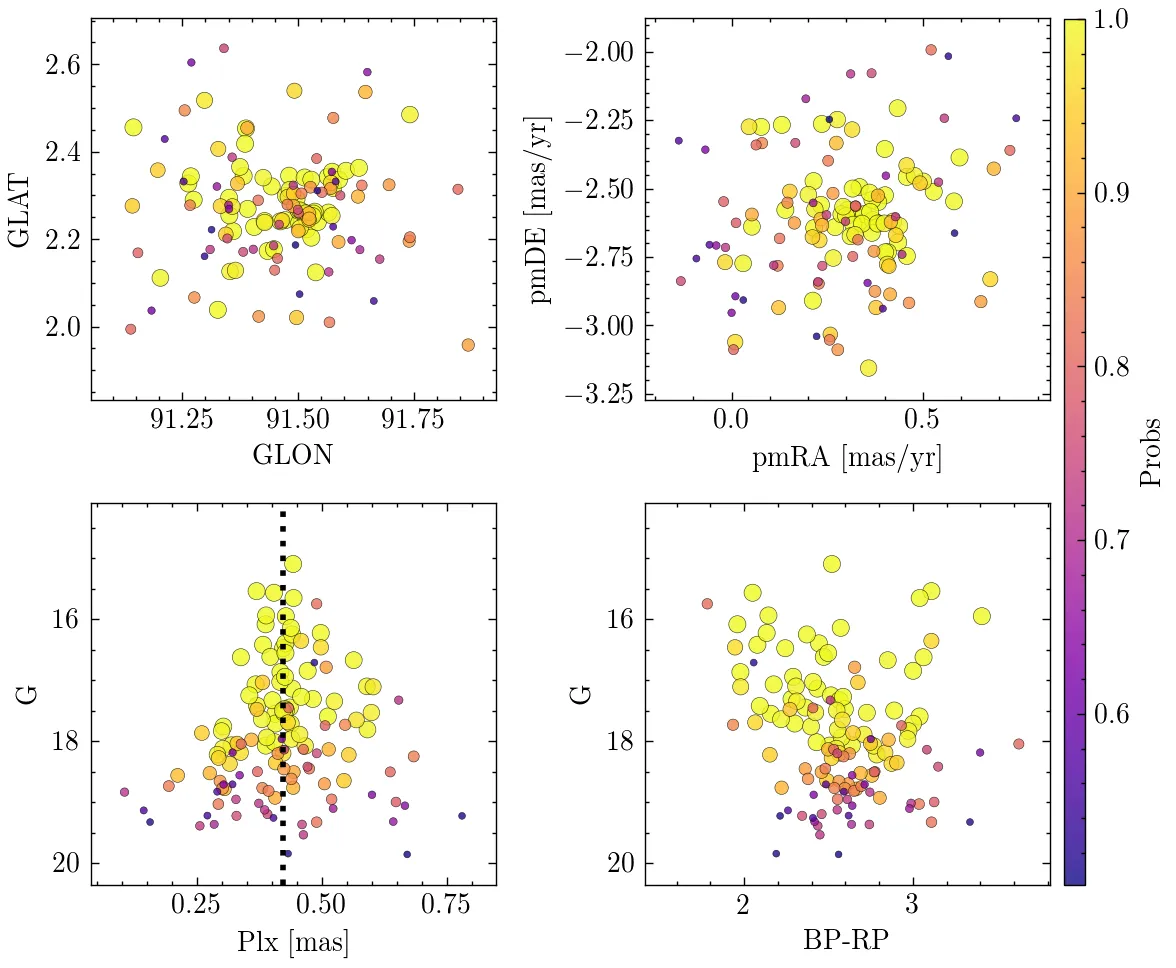 2.6
2.4
2.2
2.0
GLAT
91.25 91.50 91.75
GLON
−2.00
−2.25
−2.50
−2.75
−3.00
−3.25
pmDE [mas/yr]
0.0 0.5
pmRA [mas/yr]
1.0
0.9
0.8
0.7
0.6
Probs
16
18
20
G
0.25 0.50 0.75
Plx [mas]
16
18
20
G
2 3
BP-RP